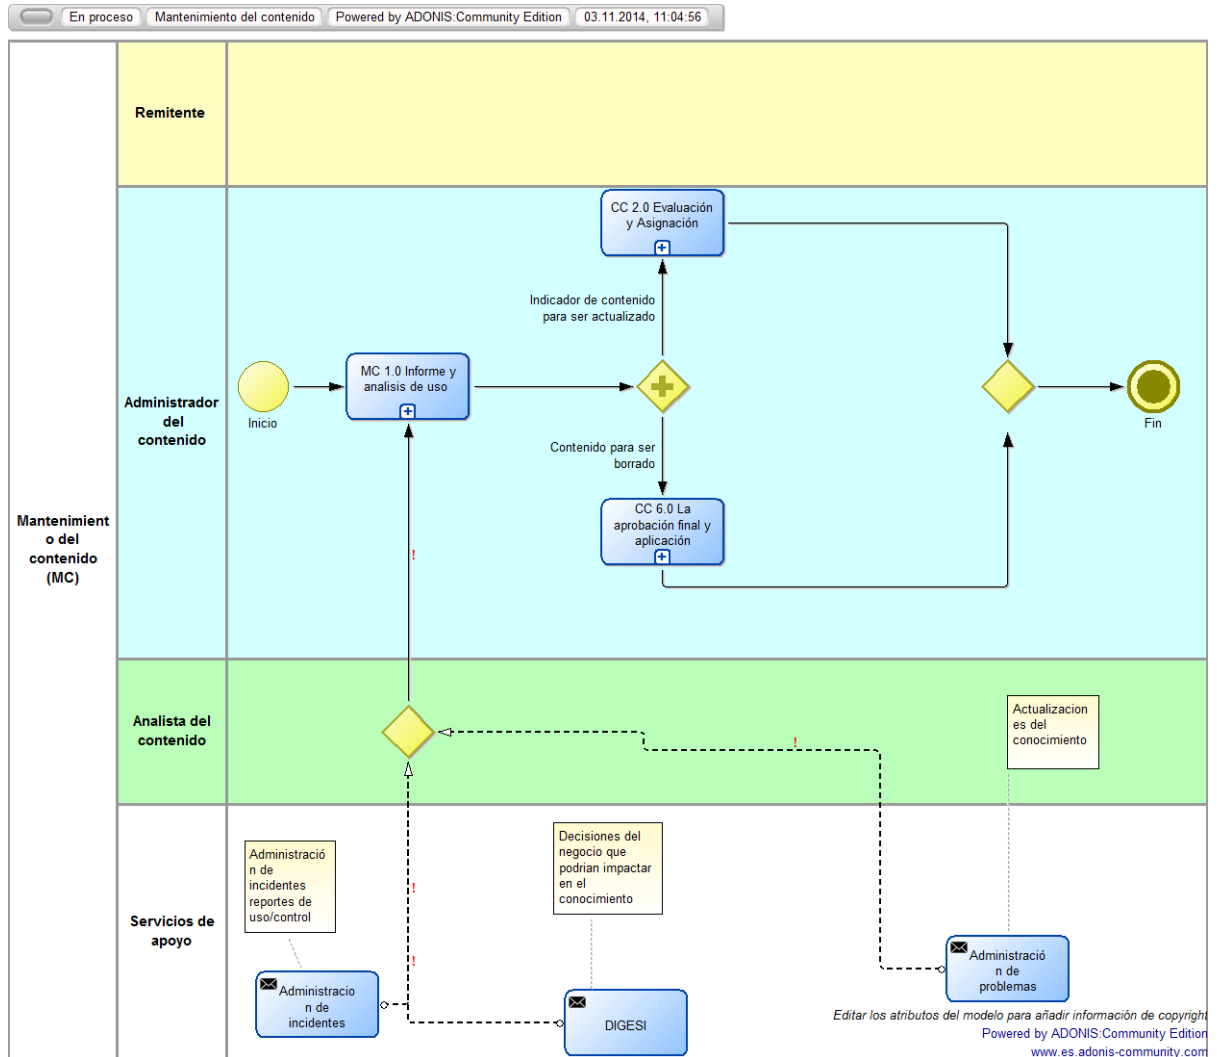 En proceso
Mantenimiento del contenido
Powered by ADONIS:Community Edition
03.11.2014, 11:04:56
Remitente
CC 2.0 Evaluación
y Asignación
Indicador de contenido
para ser actualizado
Mantenimient
o del
contenido
(MC)
Administrador
del
contenido
Inicio
MC 1.0 Informe y
analisis de uso
Fin
Contenido para ser
borrado
CC 6.0 La
aprobación final y
aplicación
!
Analista del
contenido
!
Actualizacion
es del
conocimiento
Servicios de
apoyo
Administració
n de
incidentes
reportes de
uso/control
!
!
Decisiones del
negocio que
podrian impactar
en el
conocimiento
Administracio
n de
incidentes
DIGESI
Administració
n de
problemas
Editar los atributos del modelo para añadir información de copyright
Powered by ADONIS:Community Edition
www.es.adonis-community.com